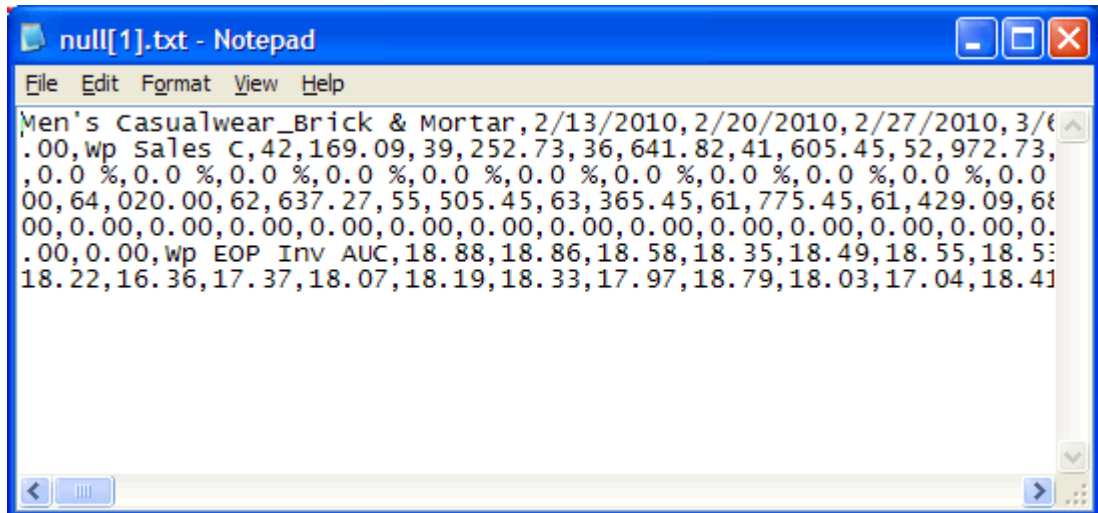 null[1].txt - Notepad
File Edit Format View Help
Men's Casualwear_Brick & Mortar,2/13/2010,2/20/2010,2/27/2010,3/6
.00,Wp Sales C,42,169.09,39,252.73,36,641.82,41,605.45,52,972.73,
,0.0 %,0.0 %,0.0 %,0.0 %,0.0 %,0.0 %,0.0 %,0.0 %,0.0 %,0.0
00,64,020.00,62,637.27,55,505.45,63,365.45,61,775.45,61,429.09,68
00,0.00,0.00,0.00,0.00,0.00,0.00,0.00,0.00,0.00,0.00,0.00,0.00,0.
.00,0.00,Wp EOP Inv AUC,18.88,18.86,18.58,18.35,18.49,18.55,18.53
18.22,16.36,17.37,18.07,18.19,18.33,17.97,18.79,18.03,17.04,18.41